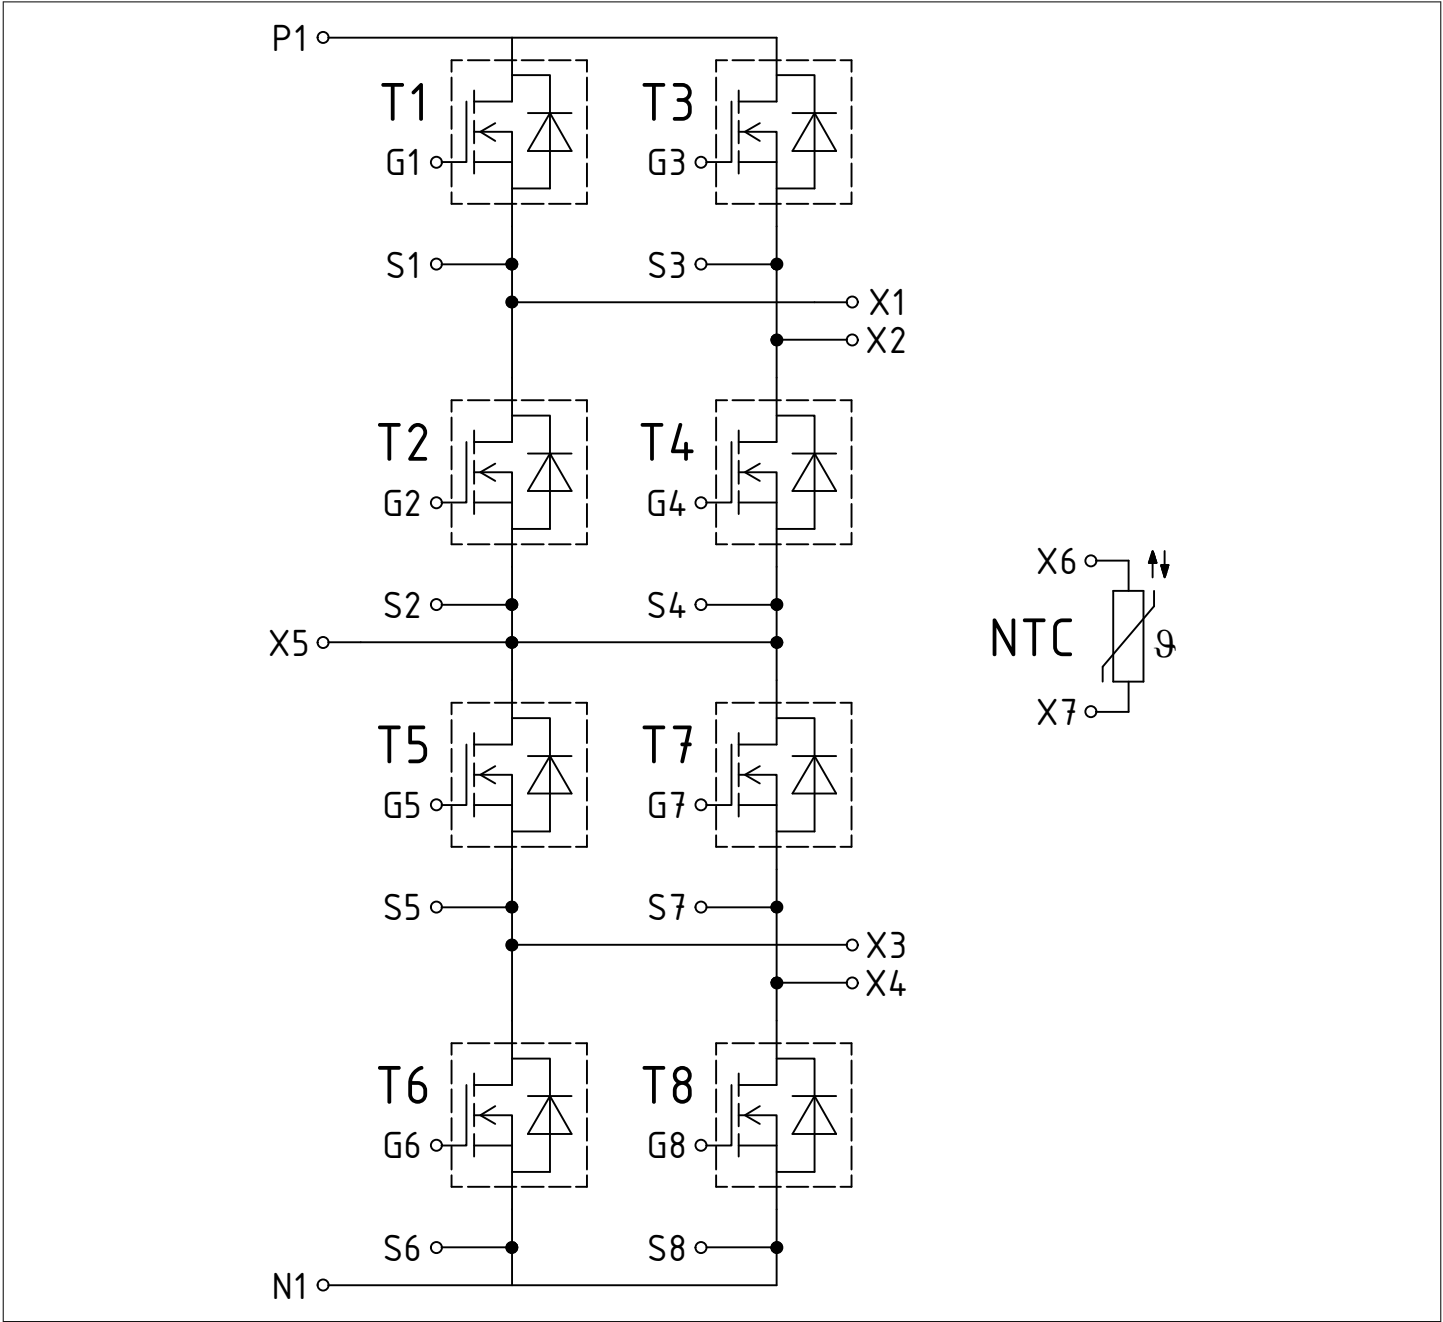 P1
T1 T3
G1 G3
S1 S3
X1
X2
T2 T4
G2 G4
X6
S2 S4
X5
NTC ϑ
X7
T5 T7
G5 G7
S5 S7
X3
X4
T6 T8
G6 G8
S6 S8
N1